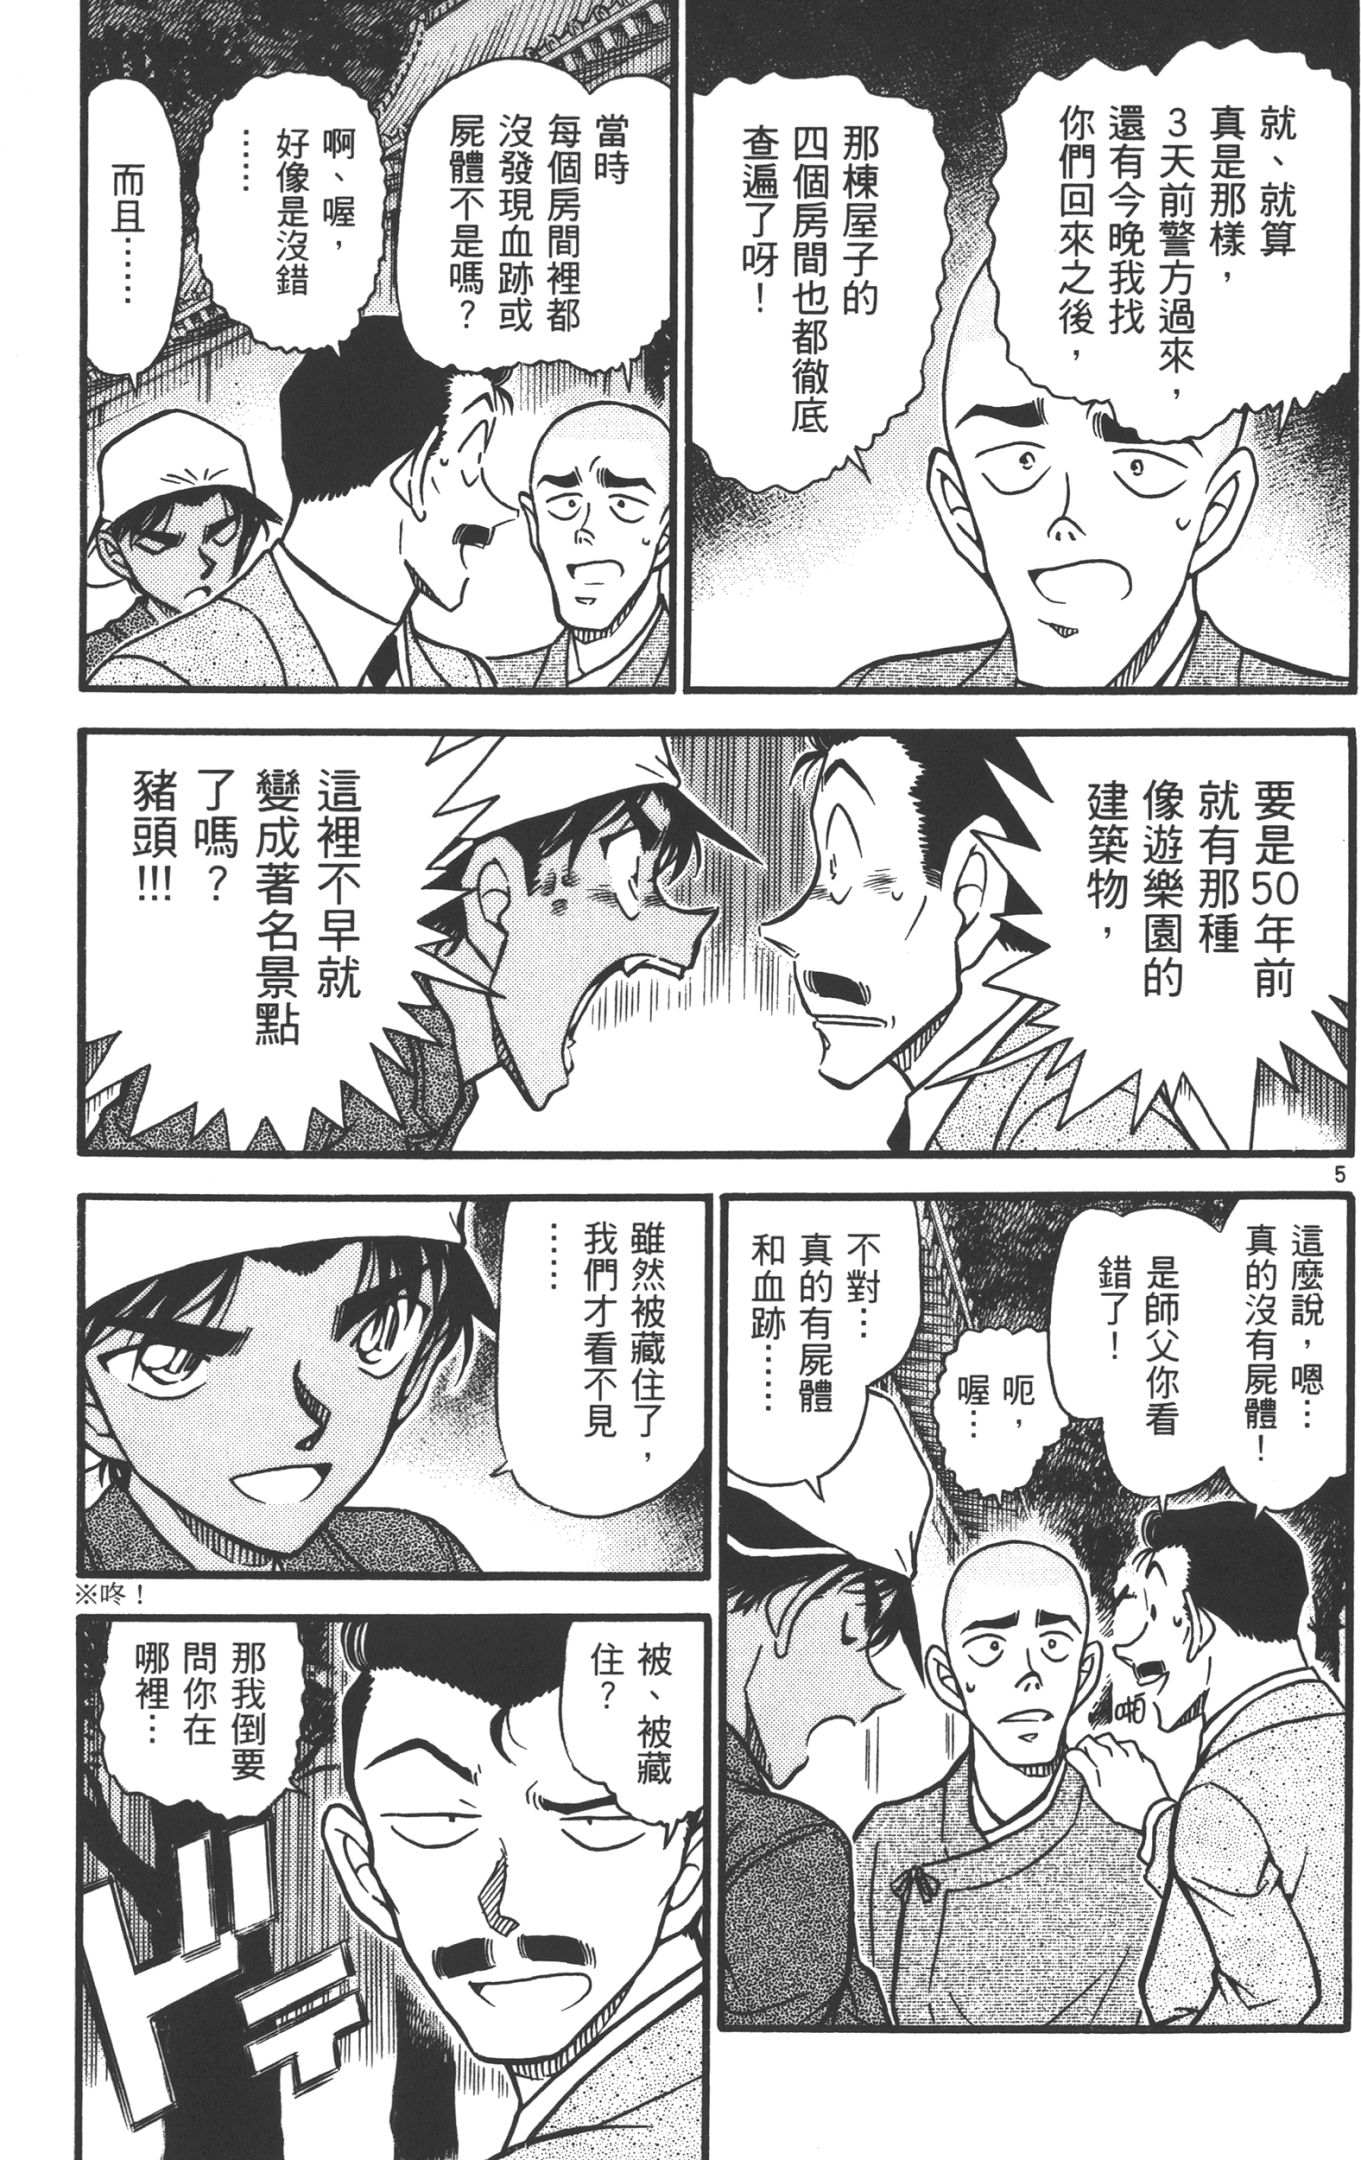 就、就算
真是那樣，
3天前警方過來，
還有今晚我找
你們回來之後，
那棟屋子的
四個房間也都徹底
查遍了呀！
當時
每個房間裡都
沒發現血跡或
屍體不是嗎？
啊、喔，
好像是沒錯
……
而且……
要是50年前
就有那種
像遊樂園的
建築物，
這裡不早就
變成著名景點
了嗎？
豬頭!!!
5
這麼說，嗯…
真的沒有屍體！
是師父你看
錯了！
呃，
喔…
啪
不對…
真的有屍體
和血跡……
雖然被藏住了，
我們才看不見
……
※咚！
被、被藏
住？
那我倒要
問你在
哪裡…
ドーン